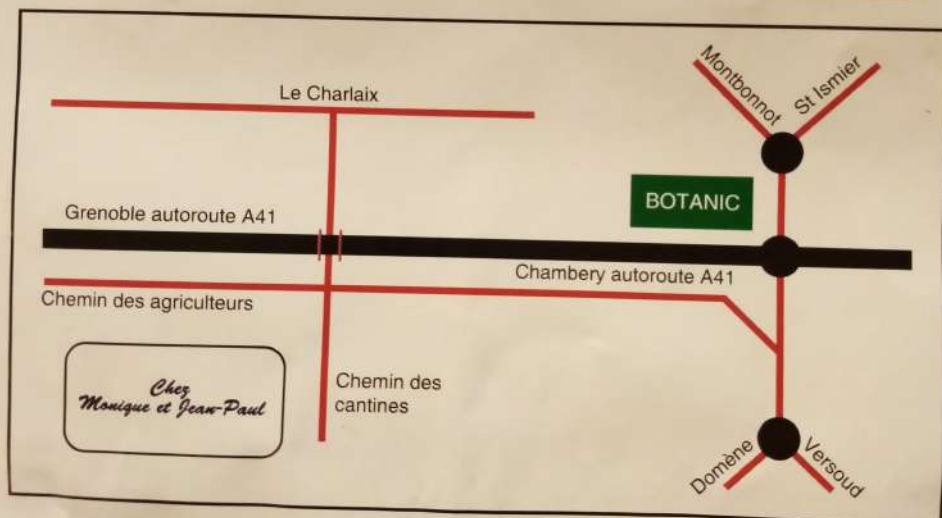 Le Charlaix
Montbonnot
St Ismier
BOTANIC
Grenoble autoroute A41
Chambery autoroute A41
Chemin des agriculteurs
Chez
Monique et Jean-Paul
Chemin des
cantines
Domène
Versoud